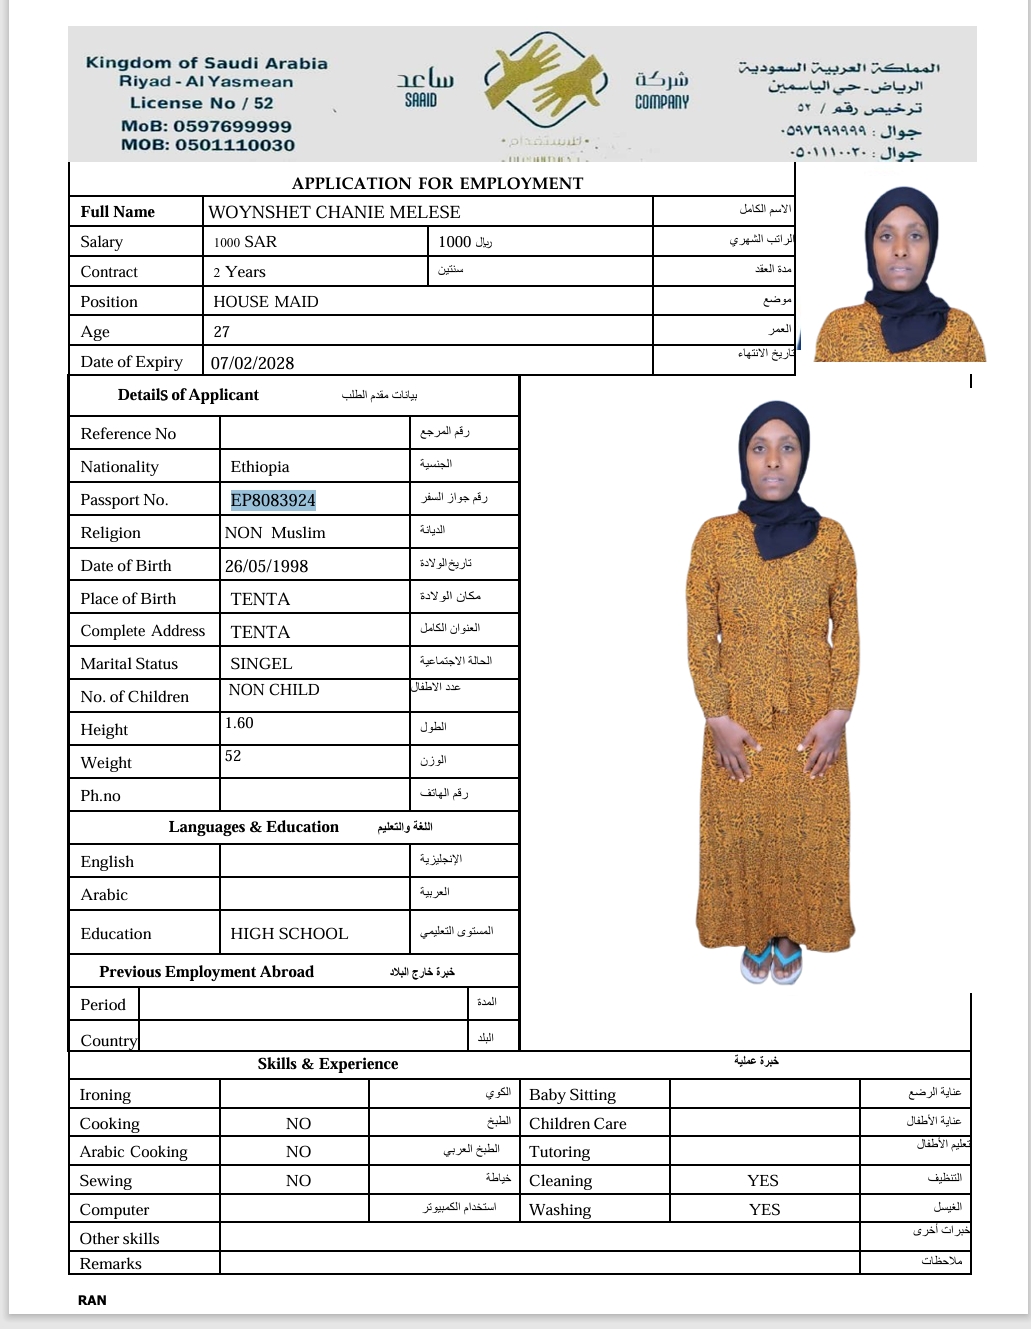 Kingdom of Saudi Arabia
Riyad - Al Yasmean
License No / 52
MoB: 0597699999
MOB: 0501110030
ساعد
SAAID
شركة
COMPANY
• للإستقدام •
المملكة العربية السعودية
الرياض - حي الياسمين
ترخيص رقم / ٥٢
جوال : ٠٥٩٧٦٩٩٩٩٩
جوال : ٠٥٠١١١٠٠٣٠
APPLICATION FOR EMPLOYMENT
Full Name WOYNSHET CHANIE MELESE الاسم الكامل
Salary 1000 SAR 1000 ريال الراتب الشهري
Contract 2 Years سنتين مدة العقد
Position HOUSE MAID موضع
Age 27 العمر
Date of Expiry 07/02/2028 تاريخ الانتهاء
Details of Applicant بيانات مقدم الطلب
Reference No رقم المرجع
Nationality Ethiopia الجنسية
Passport No. EP8083924 رقم جواز السفر
Religion NON Muslim الديانة
Date of Birth 26/05/1998 تاريخ الولادة
Place of Birth TENTA مكان الولادة
Complete Address TENTA العنوان الكامل
Marital Status SINGEL الحالة الاجتماعية
No. of Children NON CHILD عدد الاطفال
Height 1.60 الطول
Weight 52 الوزن
Ph.no رقم الهاتف
Languages & Education اللغة والتعليم
English الإنجليزية
Arabic العربية
Education HIGH SCHOOL المستوى التعليمي
Previous Employment Abroad خبرة خارج البلاد
Period المدة
Country البلد
Skills & Experience خبرة عملية
Ironing الكوي Baby Sitting عناية الرضع
Cooking NO الطبخ Children Care عناية الأطفال
Arabic Cooking NO الطبخ العربي Tutoring تعليم الأطفال
Sewing NO خياطة Cleaning YES التنظيف
Computer استخدام الكمبيوتر Washing YES الغيسل
Other skills خبرات أخرى
Remarks ملاحظات
RAN